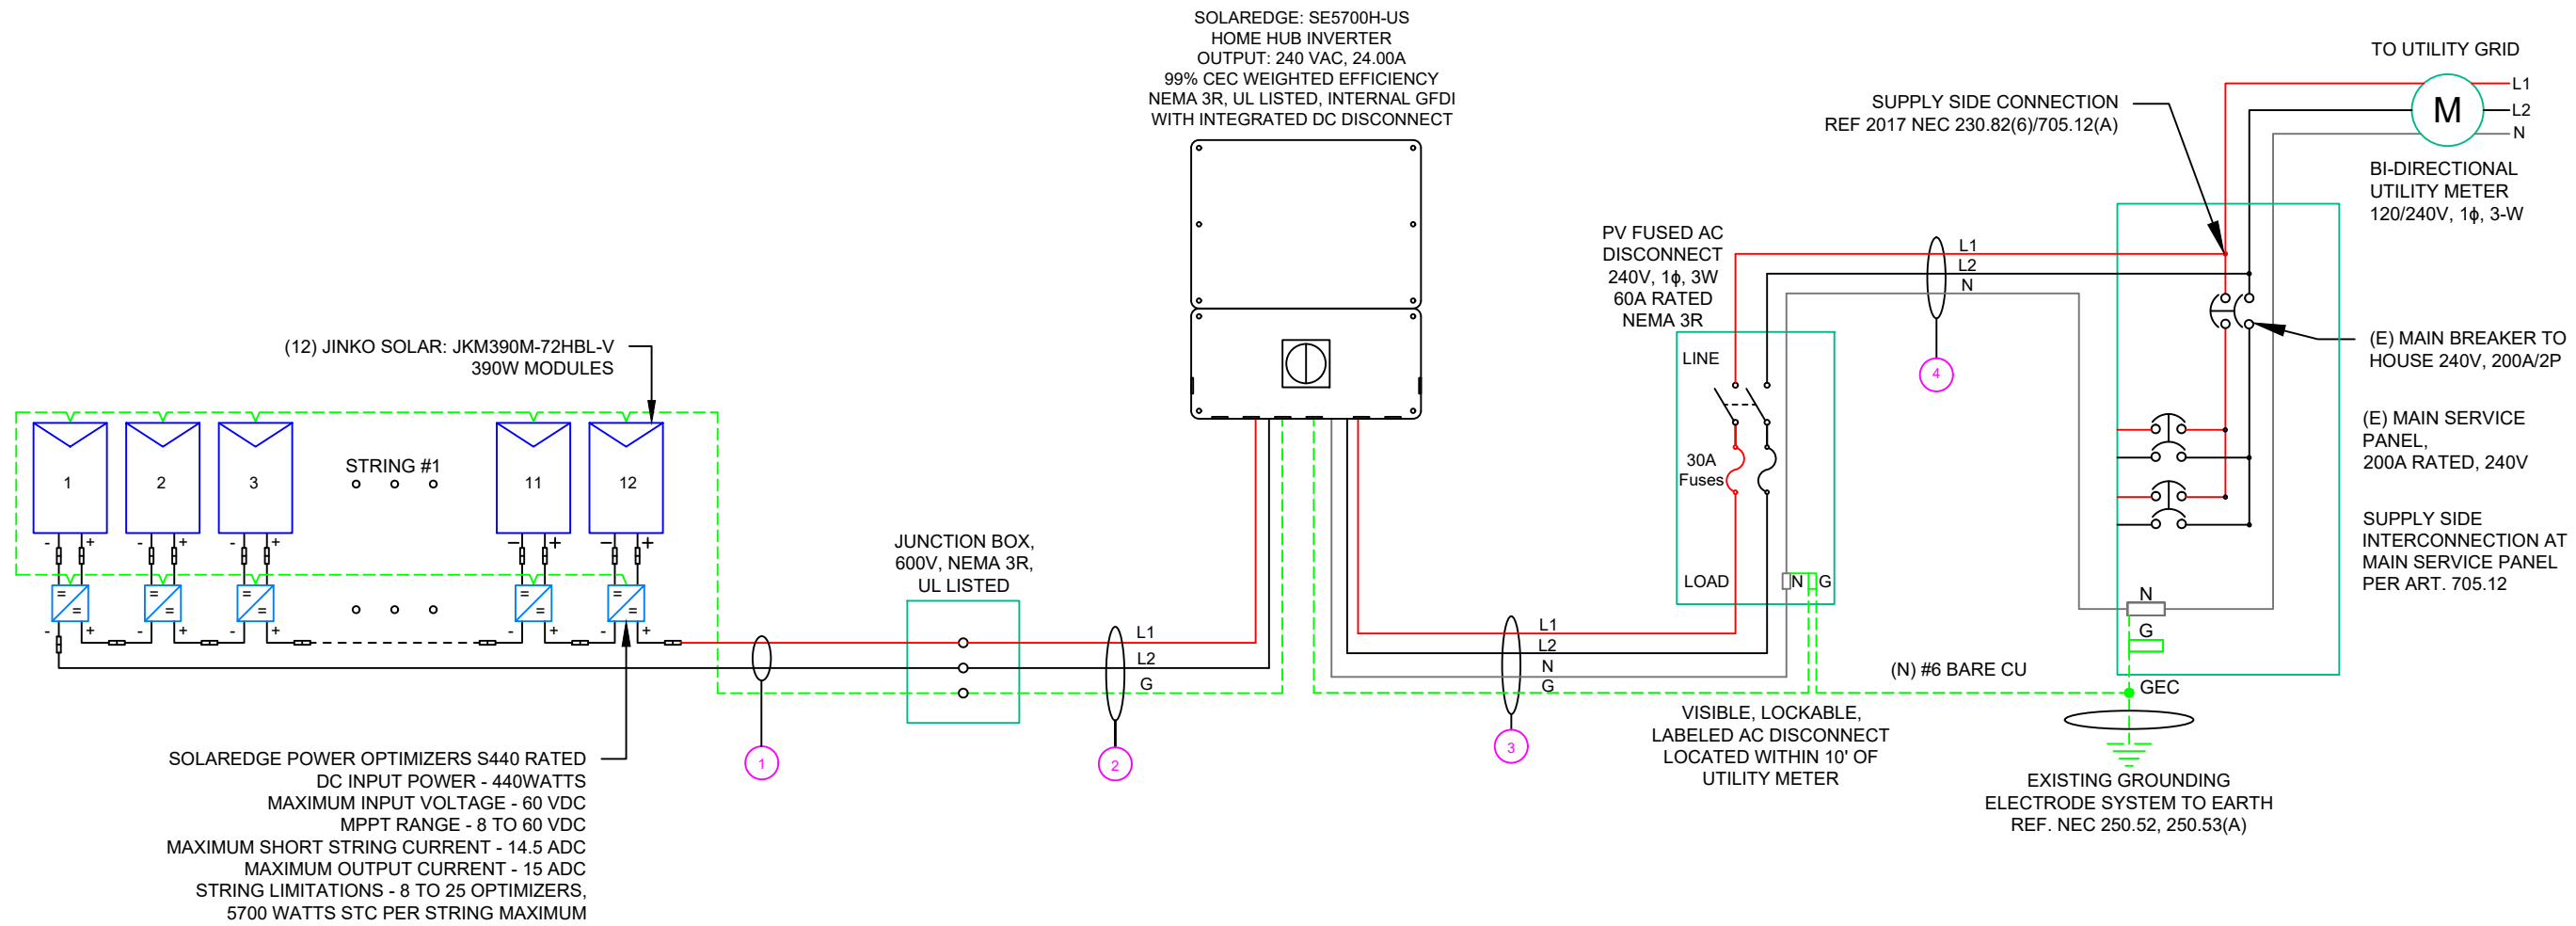 SOLAREDGE: SE5700H-US
HOME HUB INVERTER
OUTPUT: 240 VAC, 24.00A
99% CEC WEIGHTED EFFICIENCY
NEMA 3R, UL LISTED, INTERNAL GFDI
WITH INTEGRATED DC DISCONNECT
TO UTILITY GRID
L1
L2
N
M
SUPPLY SIDE CONNECTION
REF 2017 NEC 230.82(6)/705.12(A)
BI-DIRECTIONAL
UTILITY METER
120/240V, 1ϕ, 3-W
PV FUSED AC
DISCONNECT
240V, 1ϕ, 3W
60A RATED
NEMA 3R
L1
L2
N
4
(E) MAIN BREAKER TO
HOUSE 240V, 200A/2P
(E) MAIN SERVICE
PANEL,
200A RATED, 240V
SUPPLY SIDE
INTERCONNECTION AT
MAIN SERVICE PANEL
PER ART. 705.12
LINE
30A
Fuses
LOAD
N G
N
G
GEC
(N) #6 BARE CU
(12) JINKO SOLAR: JKM390M-72HBL-V
390W MODULES
STRING #1
1 2 3 11 12
- + - + - + - + - +
- + - + - + - + - +
JUNCTION BOX,
600V, NEMA 3R,
UL LISTED
L1
L2
G
1
2
L1
L2
N
G
3
VISIBLE, LOCKABLE,
LABELED AC DISCONNECT
LOCATED WITHIN 10' OF
UTILITY METER
EXISTING GROUNDING
ELECTRODE SYSTEM TO EARTH
REF. NEC 250.52, 250.53(A)
SOLAREDGE POWER OPTIMIZERS S440 RATED
DC INPUT POWER - 440WATTS
MAXIMUM INPUT VOLTAGE - 60 VDC
MPPT RANGE - 8 TO 60 VDC
MAXIMUM SHORT STRING CURRENT - 14.5 ADC
MAXIMUM OUTPUT CURRENT - 15 ADC
STRING LIMITATIONS - 8 TO 25 OPTIMIZERS,
5700 WATTS STC PER STRING MAXIMUM